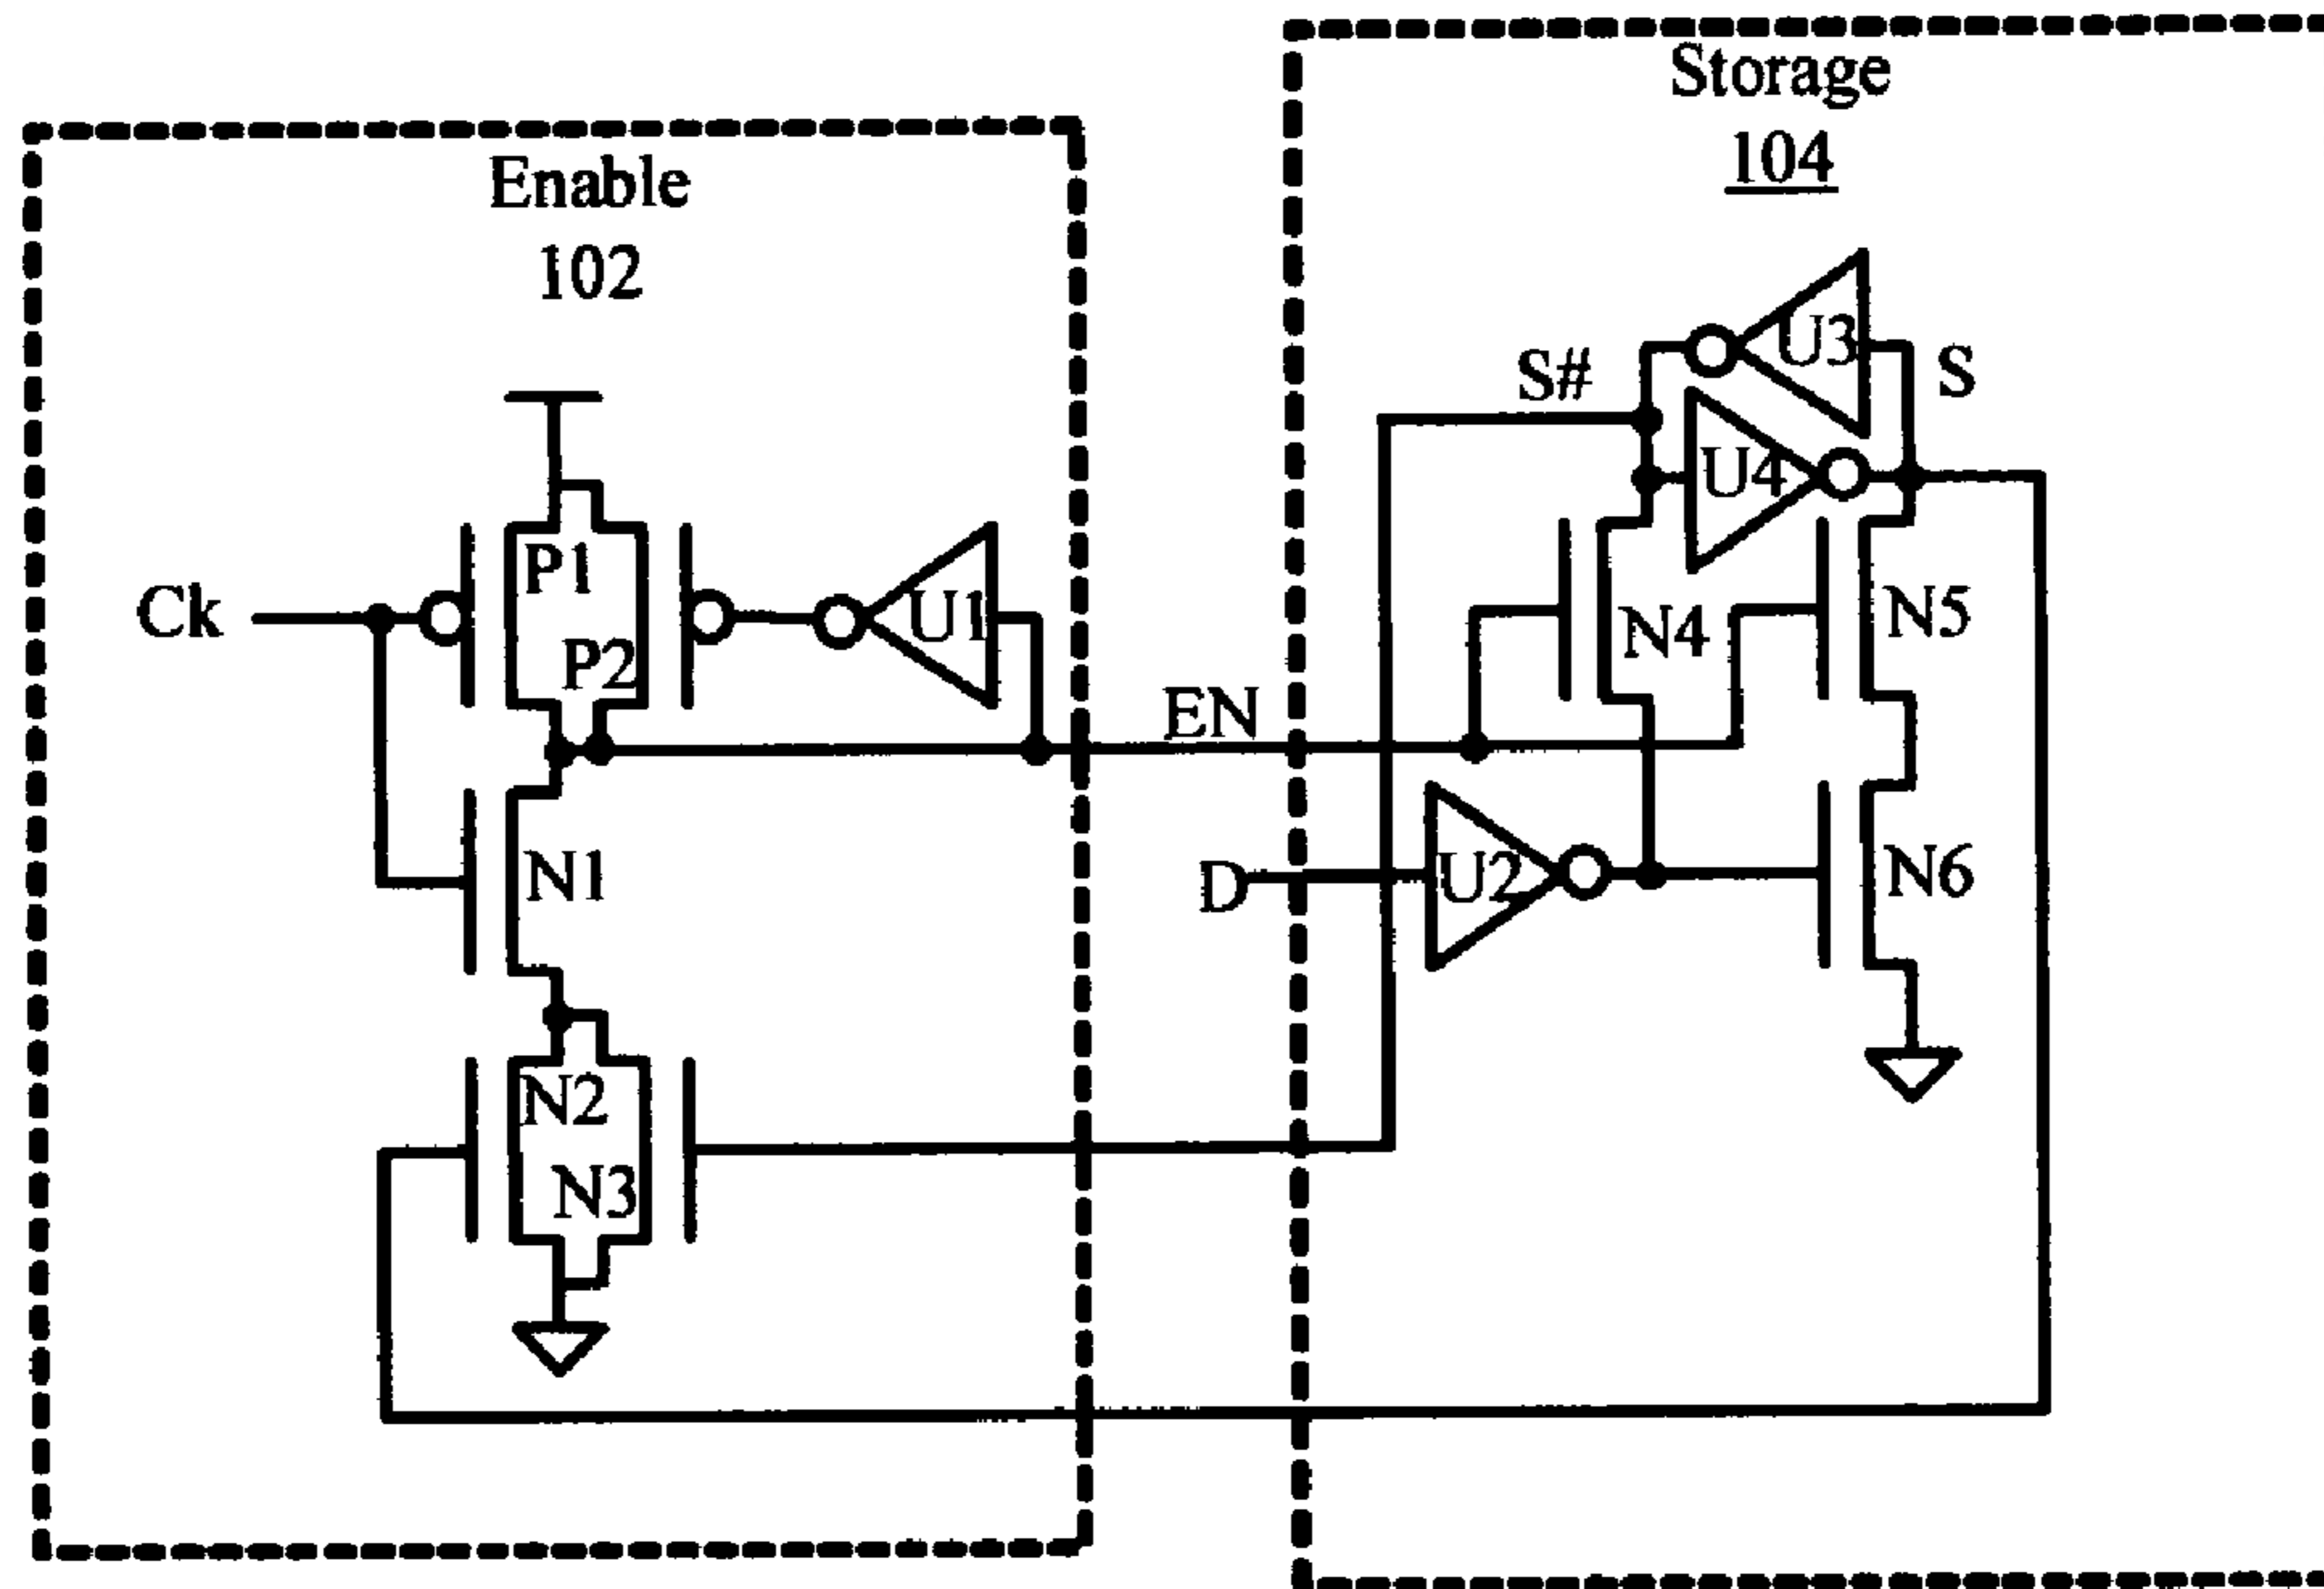 Storage
104
Enable
102
S#
U3
S
U4
P1
Ck
U1
N4
N5
P2
EN
N1
D
U2
N6
N2
N3